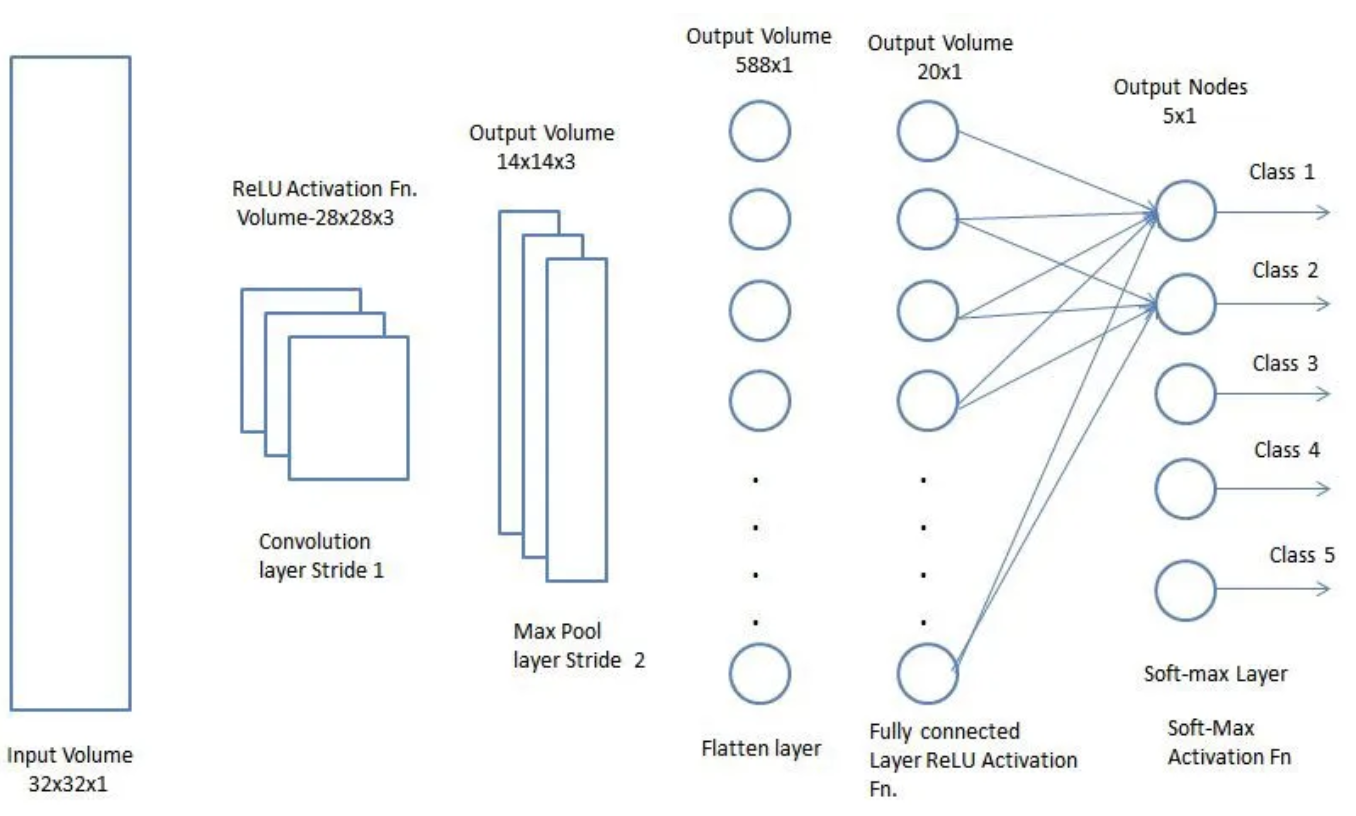 Output Volume
588x1
Output Volume
20x1
Output Nodes
5x1
Output Volume
14x14x3
ReLU Activation Fn.
Volume-28x28x3
Class 1
Class 2
Class 3
Class 4
Class 5
Convolution
layer Stride 1
Max Pool
layer Stride 2
Input Volume
32x32x1
Flatten layer
Fully connected
Layer ReLU Activation
Fn.
Soft-max Layer
Soft-Max
Activation Fn